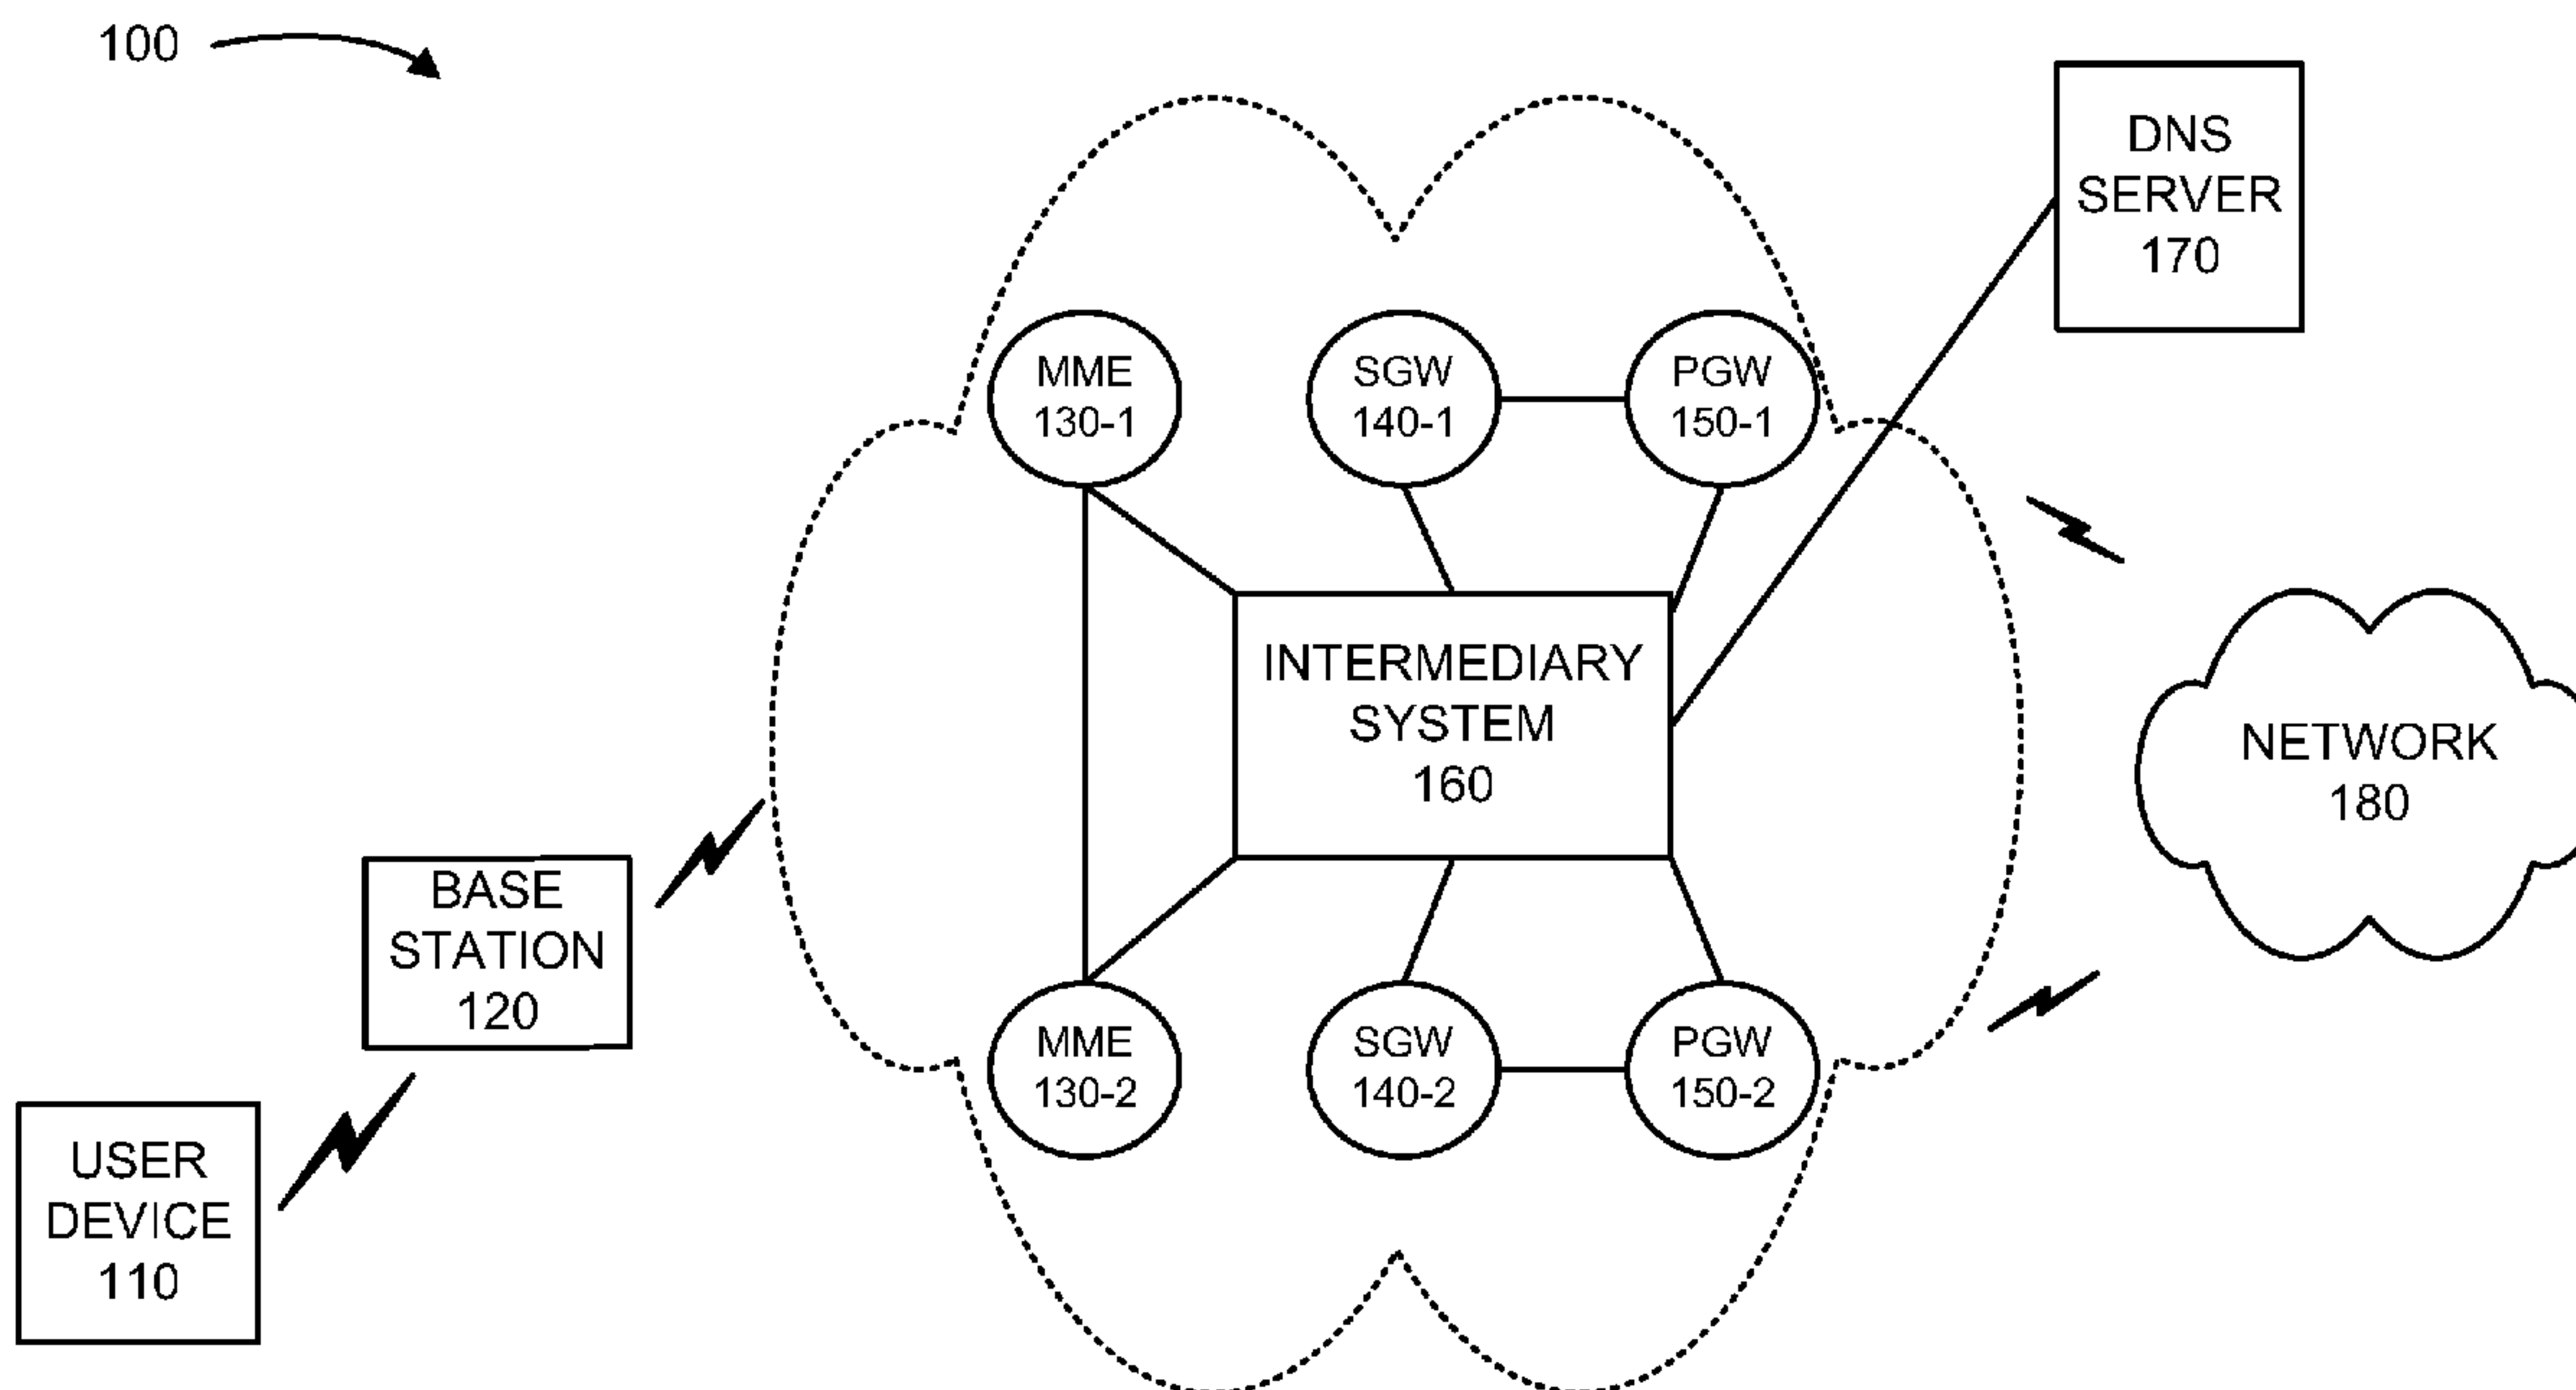 100
DNS
SERVER
170
MME
130-1
SGW
140-1
PGW
150-1
INTERMEDIARY
SYSTEM
160
NETWORK
180
BASE
STATION
120
MME
130-2
SGW
140-2
PGW
150-2
USER
DEVICE
110